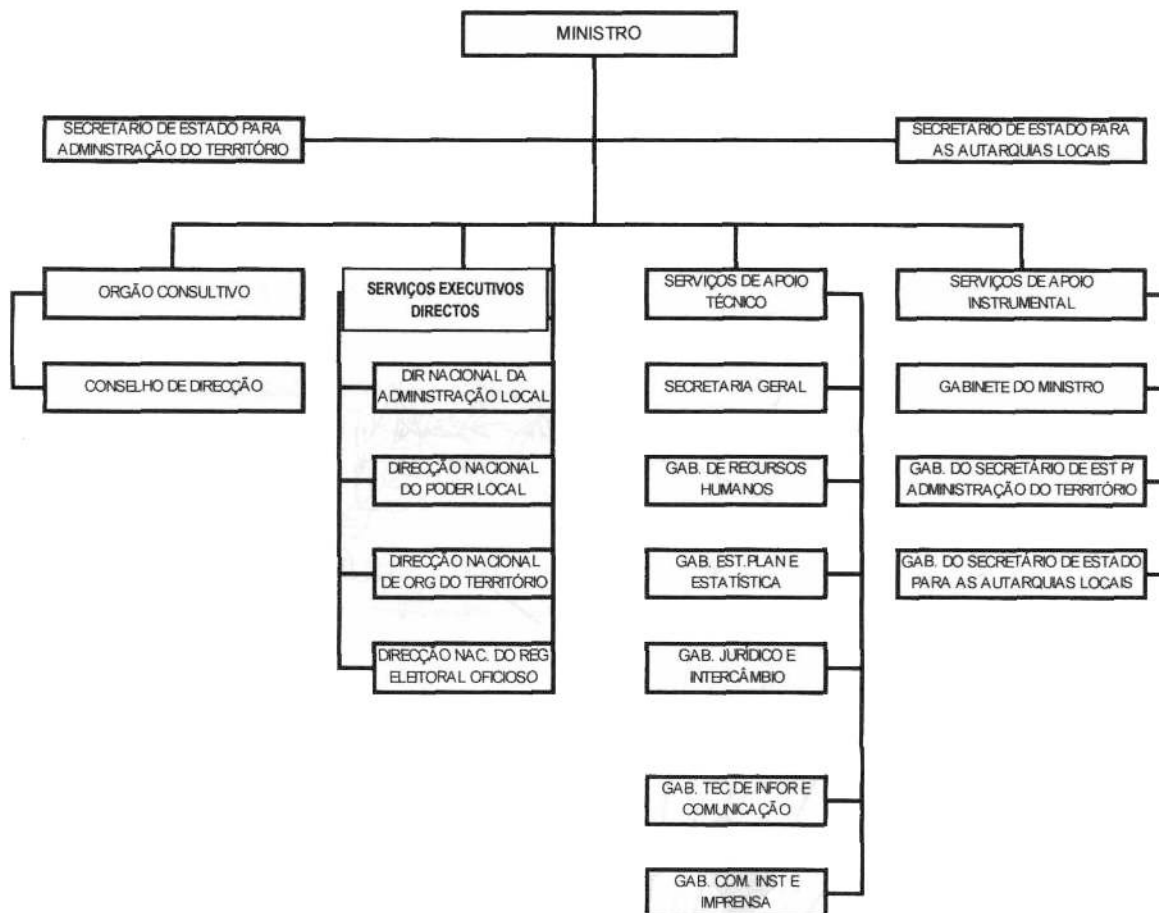 MINISTRO
SECRETARIO DE ESTADO PARA
ADMINISTRAÇÃO DO TERRITÓRIO
SECRETARIO DE ESTADO PARA
AS AUTARQUIAS LOCAIS
ORGÃO CONSULTIVO
SERVIÇOS EXECUTIVOS
DIRECTOS
SERVIÇOS DE APOIO
TÉCNICO
SERVIÇOS DE APOIO
INSTRUMENTAL
CONSELHO DE DIRECÇÃO
DIR NACIONAL DA
ADMINISTRAÇÃO LOCAL
SECRETARIA GERAL
GABINETE DO MINISTRO
DIRECÇÃO NACIONAL
DO PODER LOCAL
GAB. DE RECURSOS
HUMANOS
GAB. DO SECRETÁRIO DE EST P/
ADMINISTRAÇÃO DO TERRITÓRIO
DIRECÇÃO NACIONAL
DE ORG DO TERRITÓRIO
GAB. EST.PLAN E
ESTATÍSTICA
GAB. DO SECRETÁRIO DE ESTADO
PARA AS AUTARQUIAS LOCAIS
DIRECÇÃO NAC. DO REG
ELEITORAL OFICIOSO
GAB. JURÍDICO E
INTERCÂMBIO
GAB. TEC DE INFOR E
COMUNICAÇÃO
GAB. COM. INST E
IMPRENSA